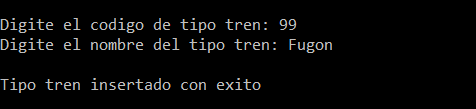 Digite el codigo de tipo tren: 99
Digite el nombre del tipo tren: Fugon
Tipo tren insertado con exito